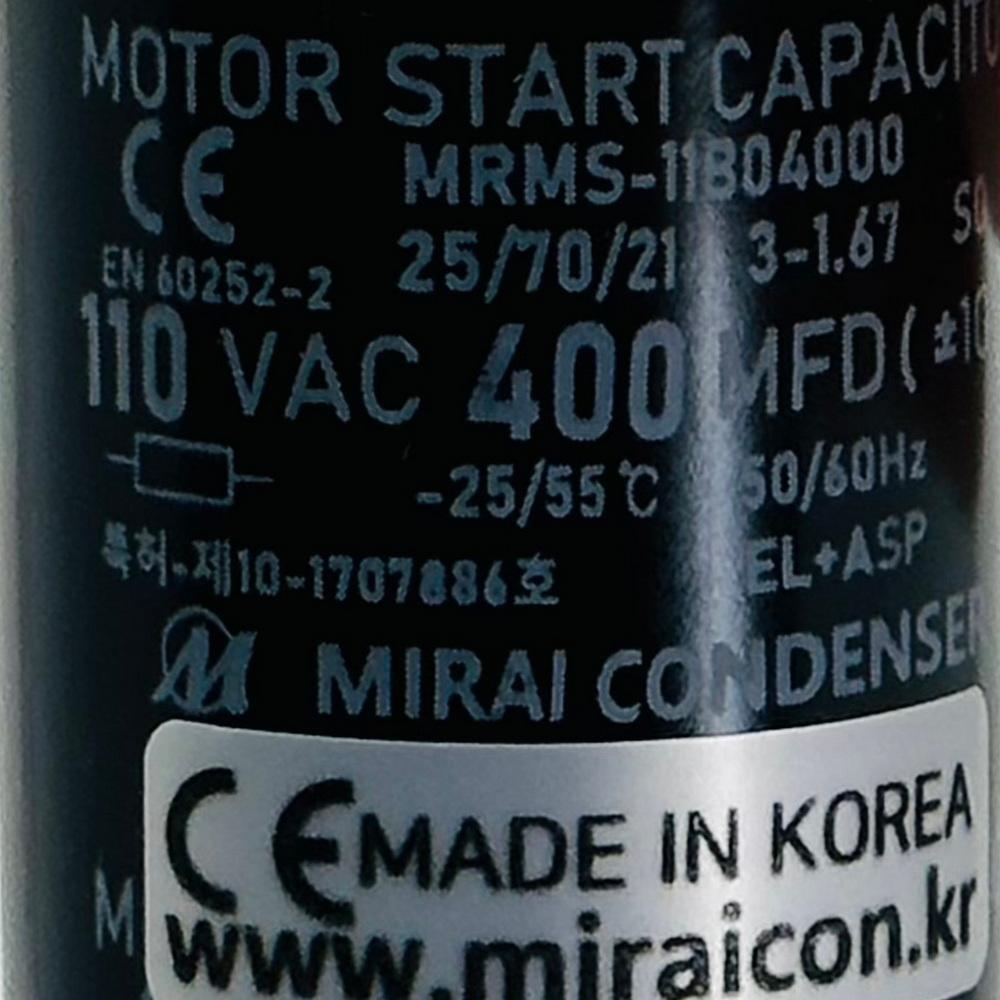 MOTOR START CAPACITO
CE MRMS-11B04000
25/70/21 3-1.67 S
EN 60252-2
110 VAC 400 MFD ( ±10
-25/55℃ 50/60Hz
특허-제10-1707886호 EL+ASP
M MIRAI CONDENSER
CE MADE IN KOREA
M
www.miraicon.kr